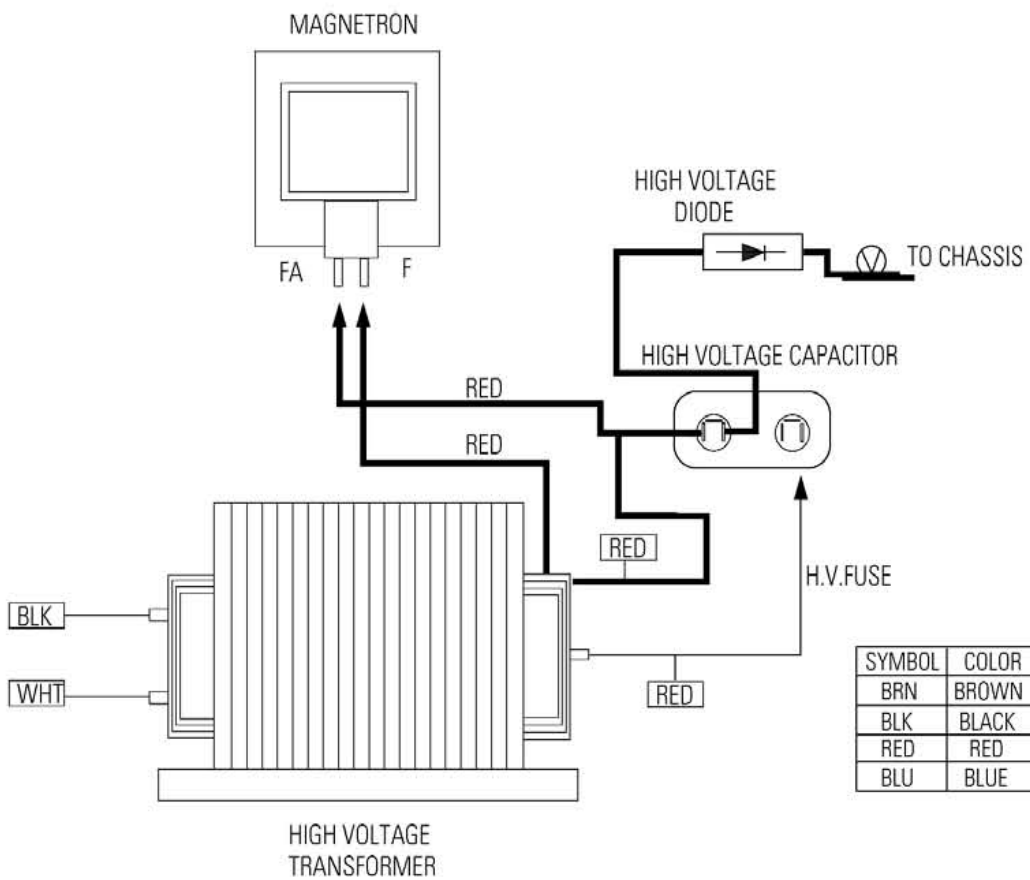 MAGNETRON
HIGH VOLTAGE
DIODE
TO CHASSIS
FA
F
HIGH VOLTAGE CAPACITOR
RED
RED
RED
H.V.FUSE
BLK
WHT
RED
SYMBOL COLOR
BRN BROWN
BLK BLACK
RED RED
BLU BLUE
HIGH VOLTAGE
TRANSFORMER